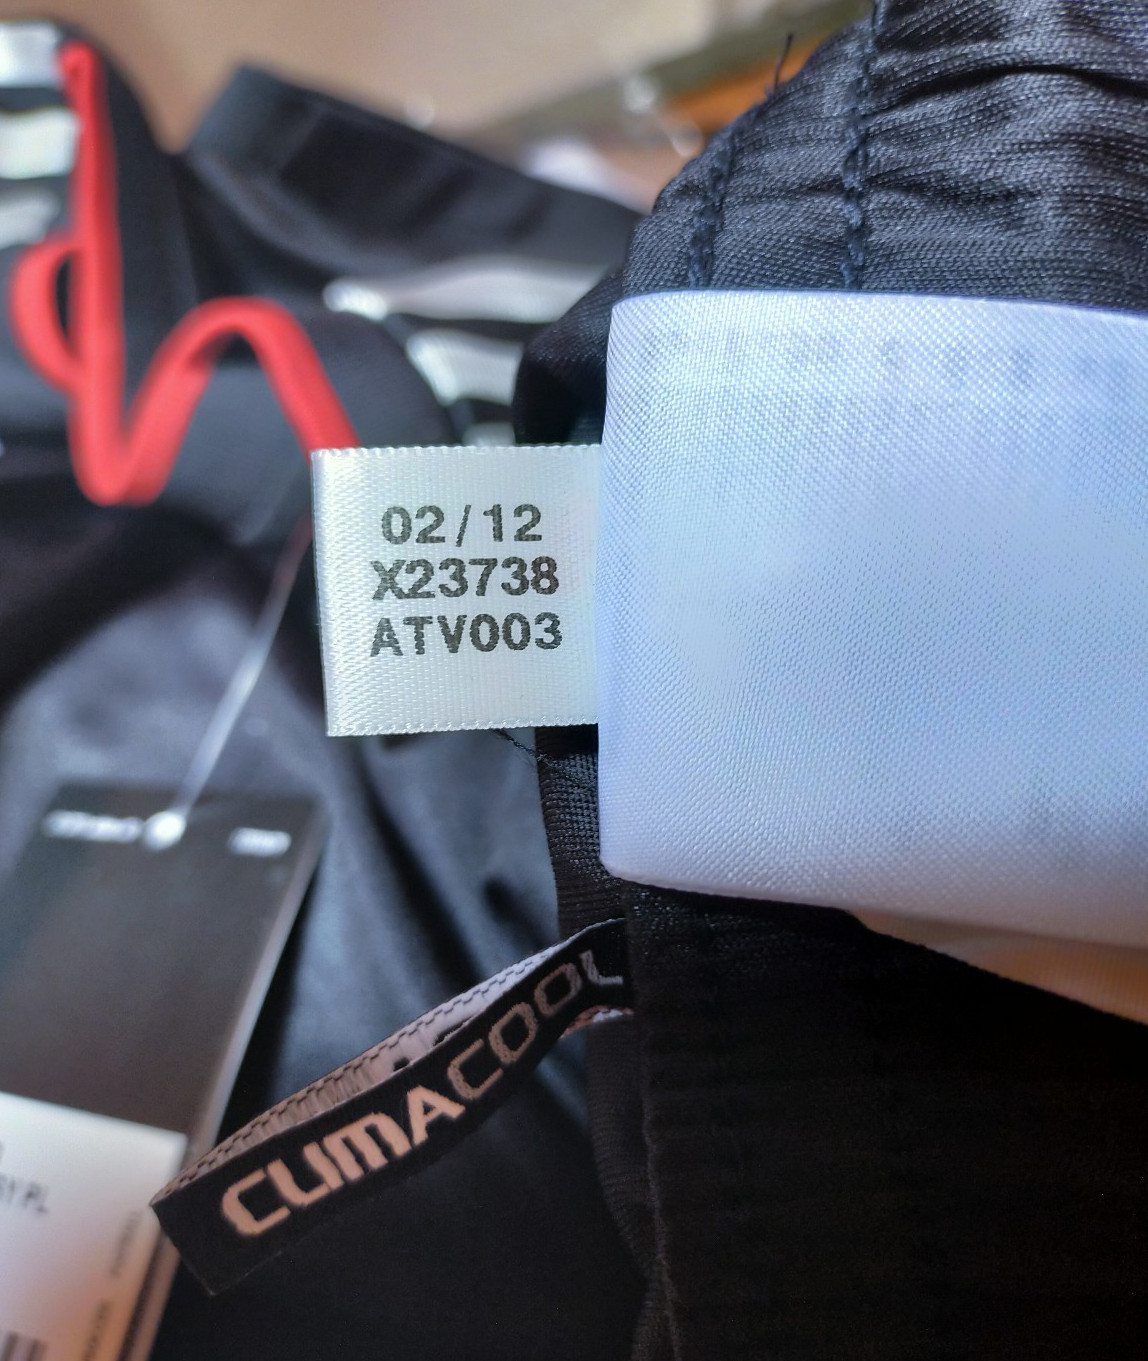 02/12
X23738
ATV003
CLIMACOOL